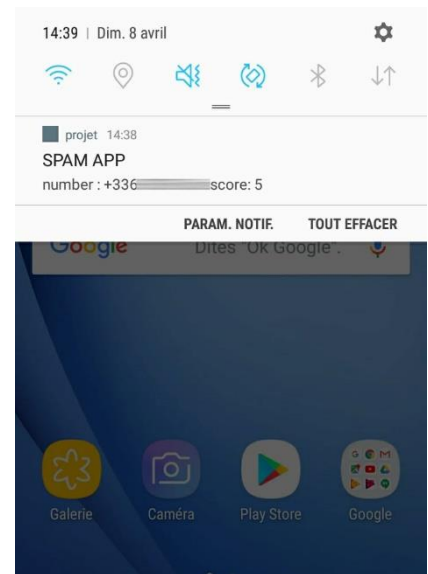 14:39 | Dim. 8 avril
projet 14:38
SPAM APP
number : +336 score: 5
PARAM. NOTIF. TOUT EFFACER
Google Dites "Ok Google".
Galerie Caméra Play Store Google